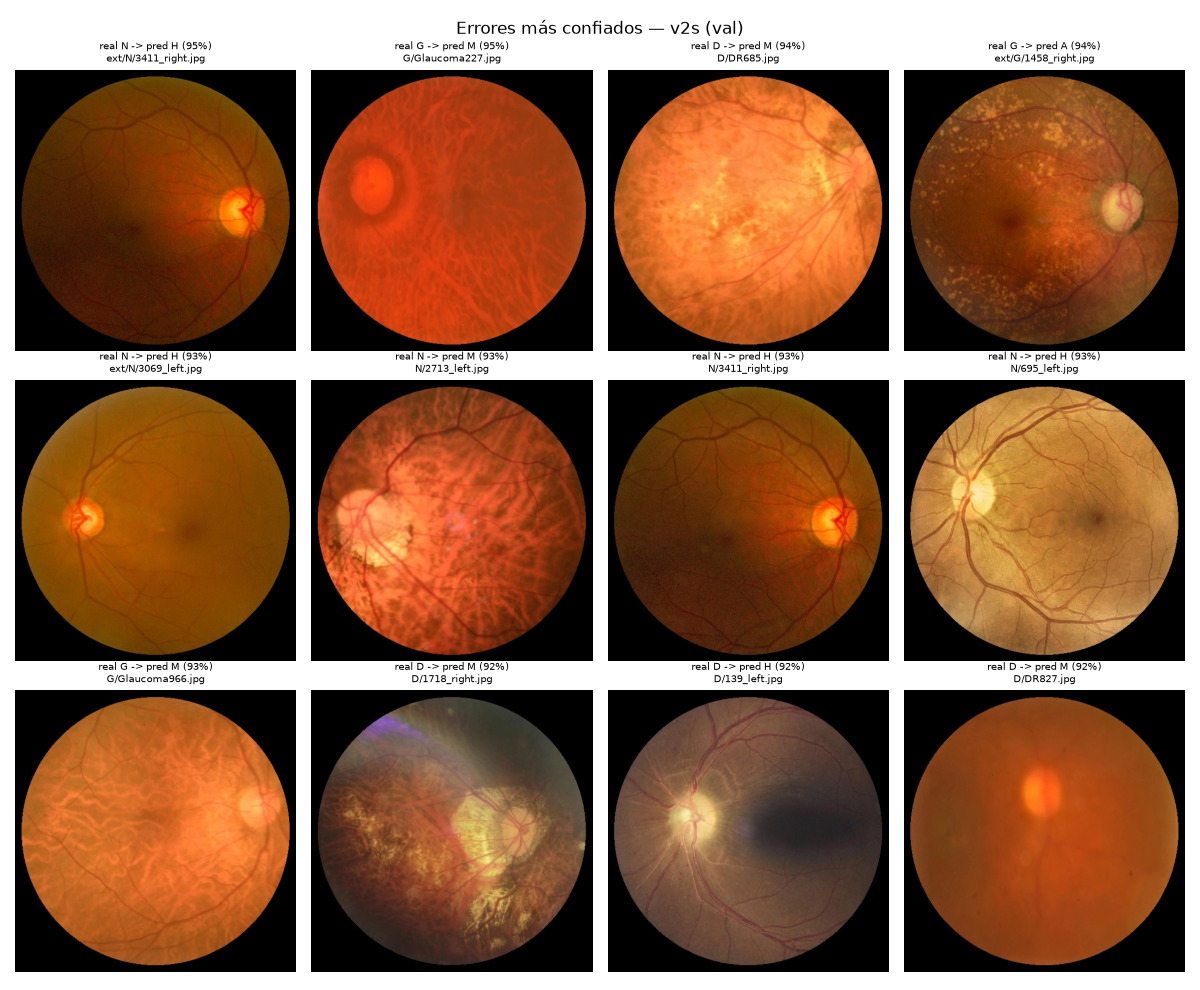 Errores más confiados — v2s (val)
real N -> pred H (95%)
ext/N/3411_right.jpg
real G -> pred M (95%)
G/Glaucoma227.jpg
real D -> pred M (94%)
D/DR685.jpg
real G -> pred A (94%)
ext/G/1458_right.jpg
real N -> pred H (93%)
ext/N/3069_left.jpg
real N -> pred M (93%)
N/2713_left.jpg
real N -> pred H (93%)
N/3411_right.jpg
real N -> pred H (93%)
N/695_left.jpg
real G -> pred M (93%)
G/Glaucoma966.jpg
real D -> pred M (92%)
D/1718_right.jpg
real D -> pred H (92%)
D/139_left.jpg
real D -> pred M (92%)
D/DR827.jpg